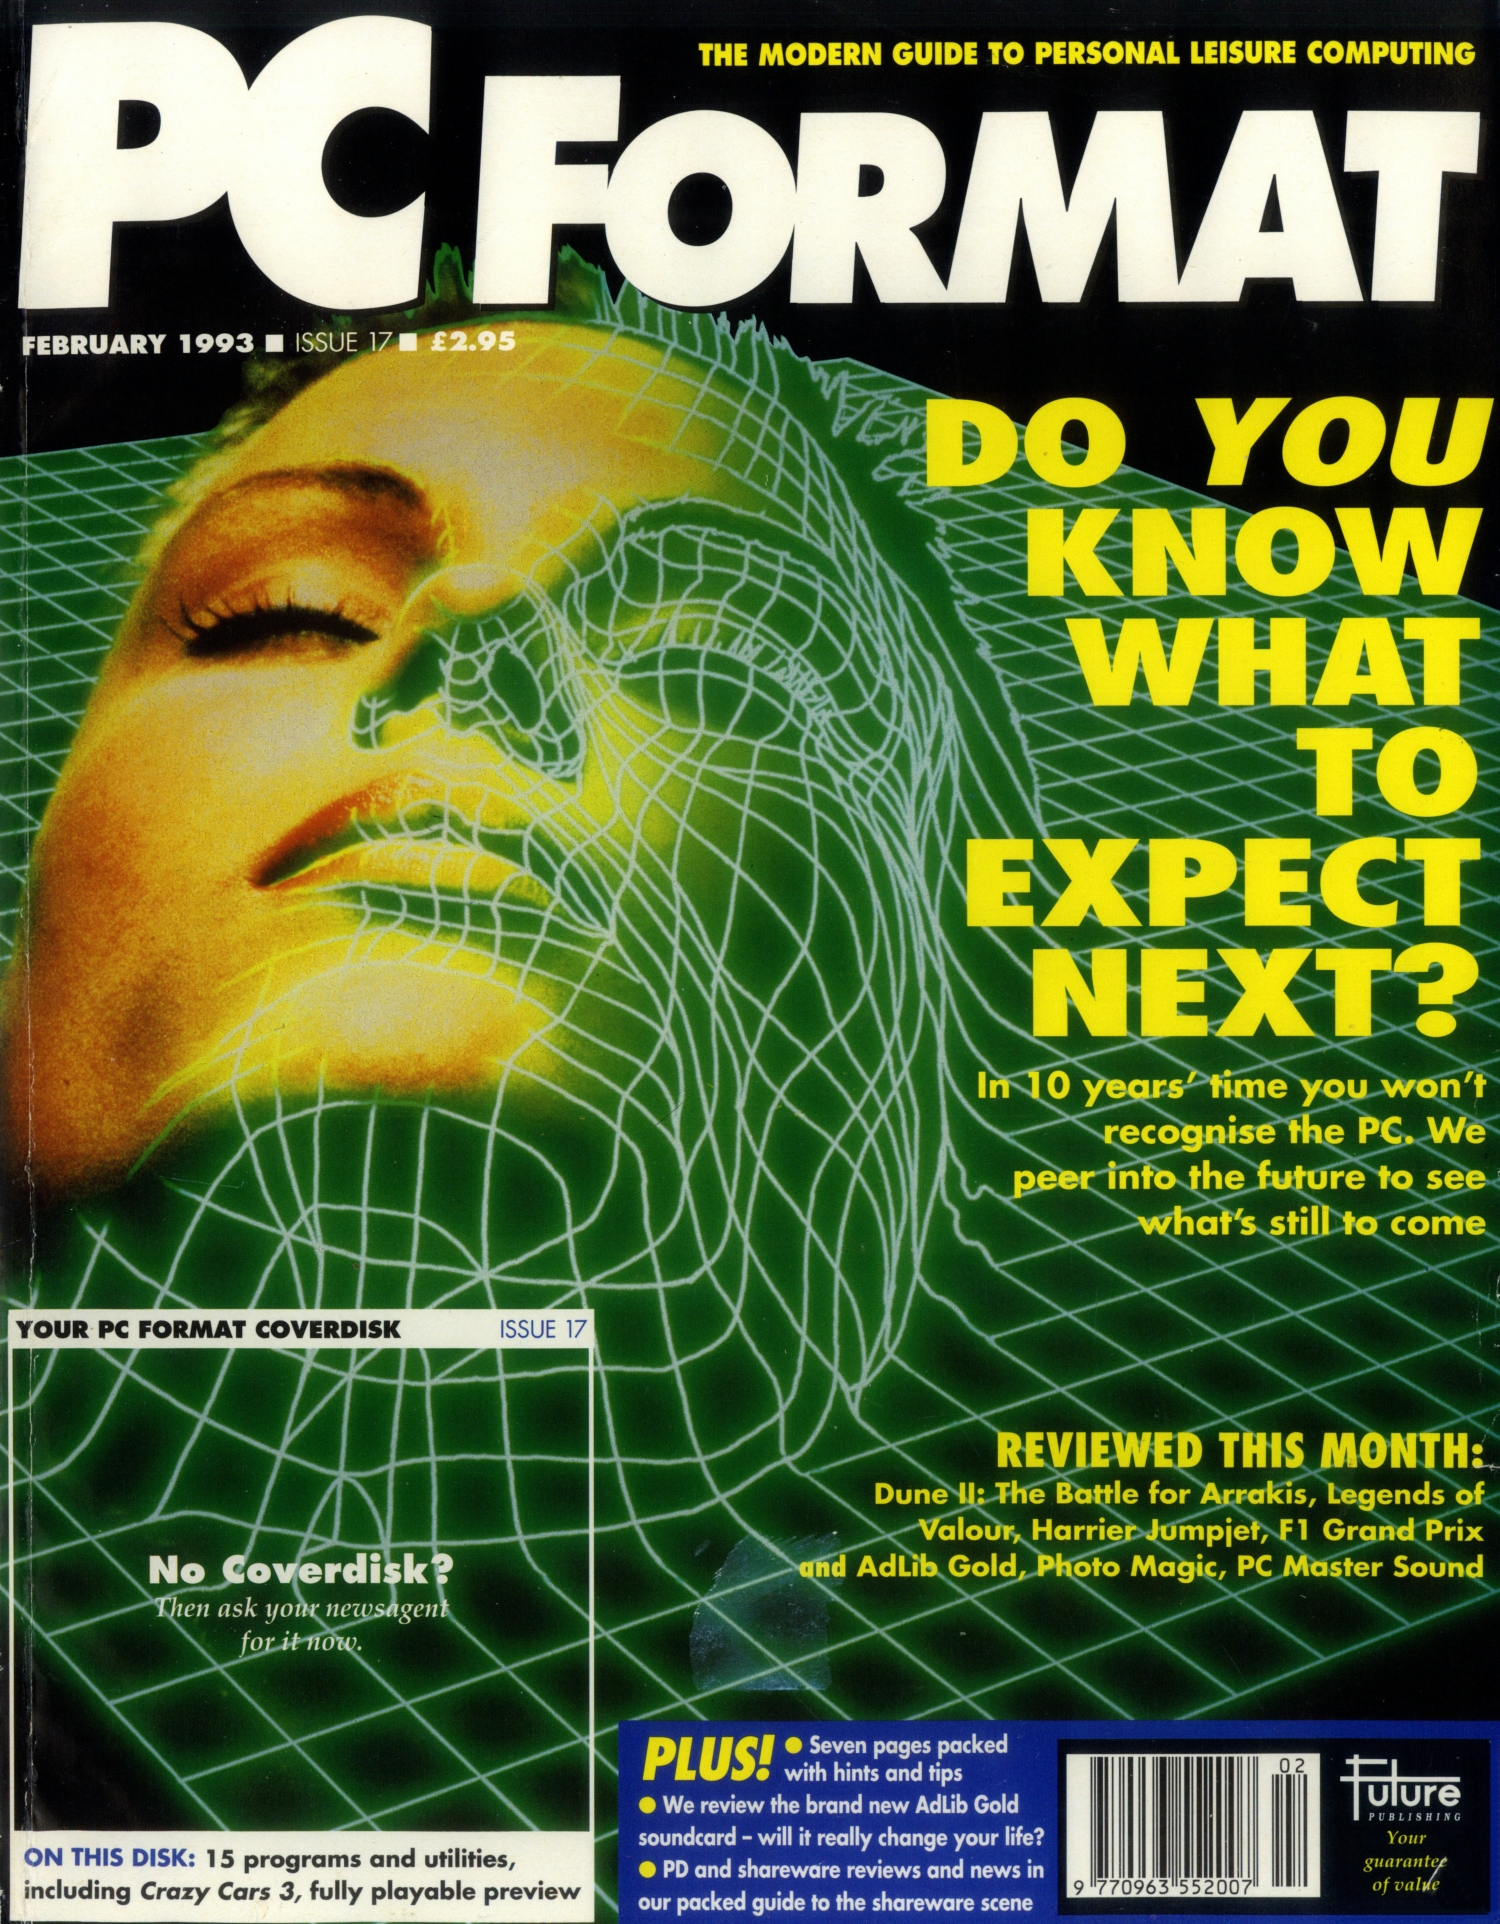 THE MODERN GUIDE TO PERSONAL LEISURE COMPUTING
PC FORMAT
FEBRUARY 1993 ■ ISSUE 17 ■ £2.95
DO YOU
KNOW
WHAT
TO
EXPECT
NEXT?
In 10 years' time you won't
recognise the PC. We
peer into the future to see
what's still to come
YOUR PC FORMAT COVERDISK ISSUE 17
No Coverdisk?
Then ask your newsagent
for it now.
ON THIS DISK: 15 programs and utilities,
including Crazy Cars 3, fully playable preview
REVIEWED THIS MONTH:
Dune II: The Battle for Arrakis, Legends of
Valour, Harrier Jumpjet, F1 Grand Prix
and AdLib Gold, Photo Magic, PC Master Sound
PLUS! ● Seven pages packed
with hints and tips
● We review the brand new AdLib Gold
soundcard – will it really change your life?
● PD and shareware reviews and news in
our packed guide to the shareware scene
02
9 770963 552007
Future
PUBLISHING
Your
guarantee
of value